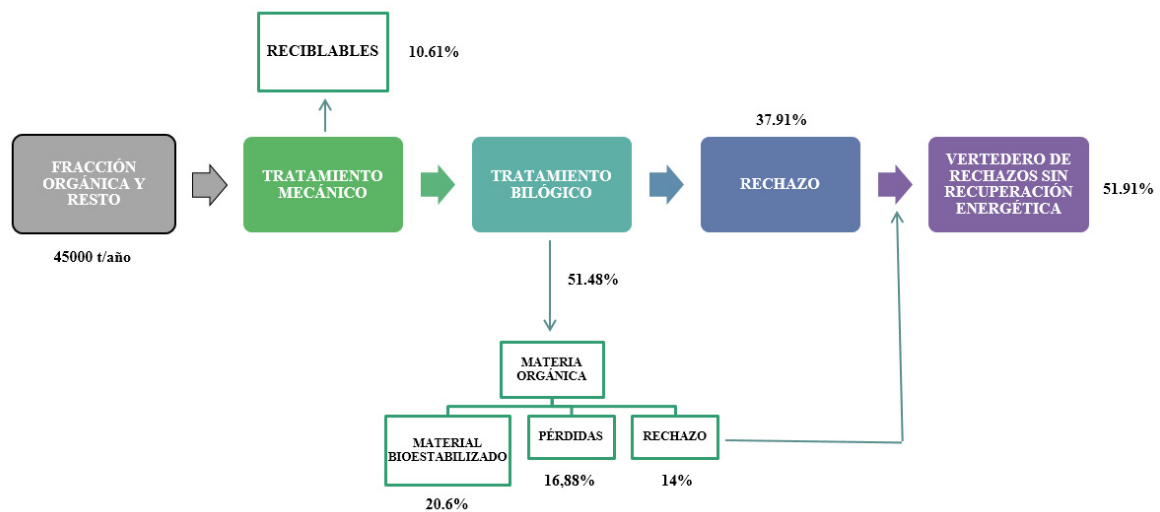 RECIBLABLES
10.61%
FRACCIÓN
ORGÁNICA Y
RESTO
45000 t/año
TRATAMIENTO
MECÁNICO
TRATAMIENTO
BILÓGICO
37.91%
RECHAZO
VERTEDERO DE
RECHAZOS SIN
RECUPERACIÓN
ENERGÉTICA
51.91%
51.48%
MATERIA
ORGÁNICA
MATERIAL
BIOESTABILIZADO
20.6%
PÉRDIDAS
16,88%
RECHAZO
14%